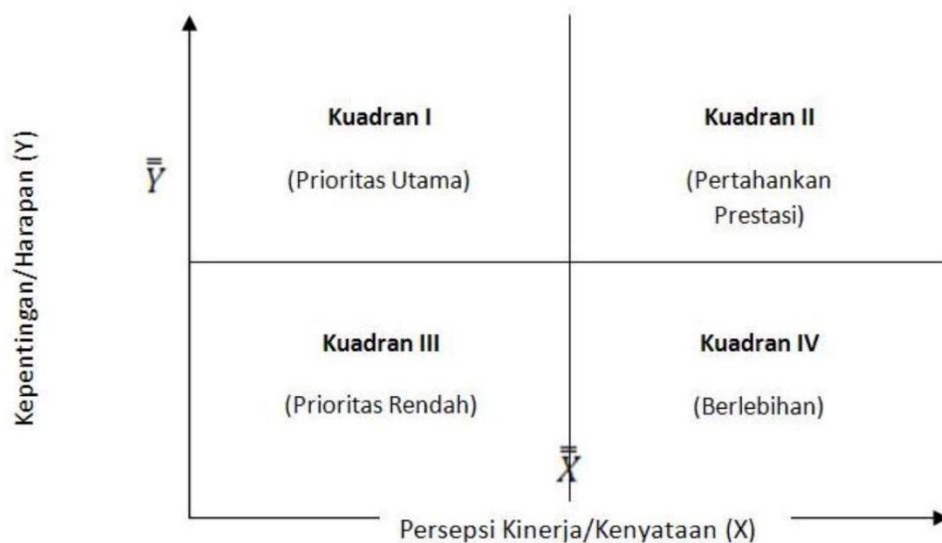 Kepentingan/Harapan (Y)
Kuadran I
(Prioritas Utama)
Kuadran II
(Pertahankan
Prestasi)
Y̿
Kuadran III
(Prioritas Rendah)
Kuadran IV
(Berlebihan)
X̿
Persepsi Kinerja/Kenyataan (X)